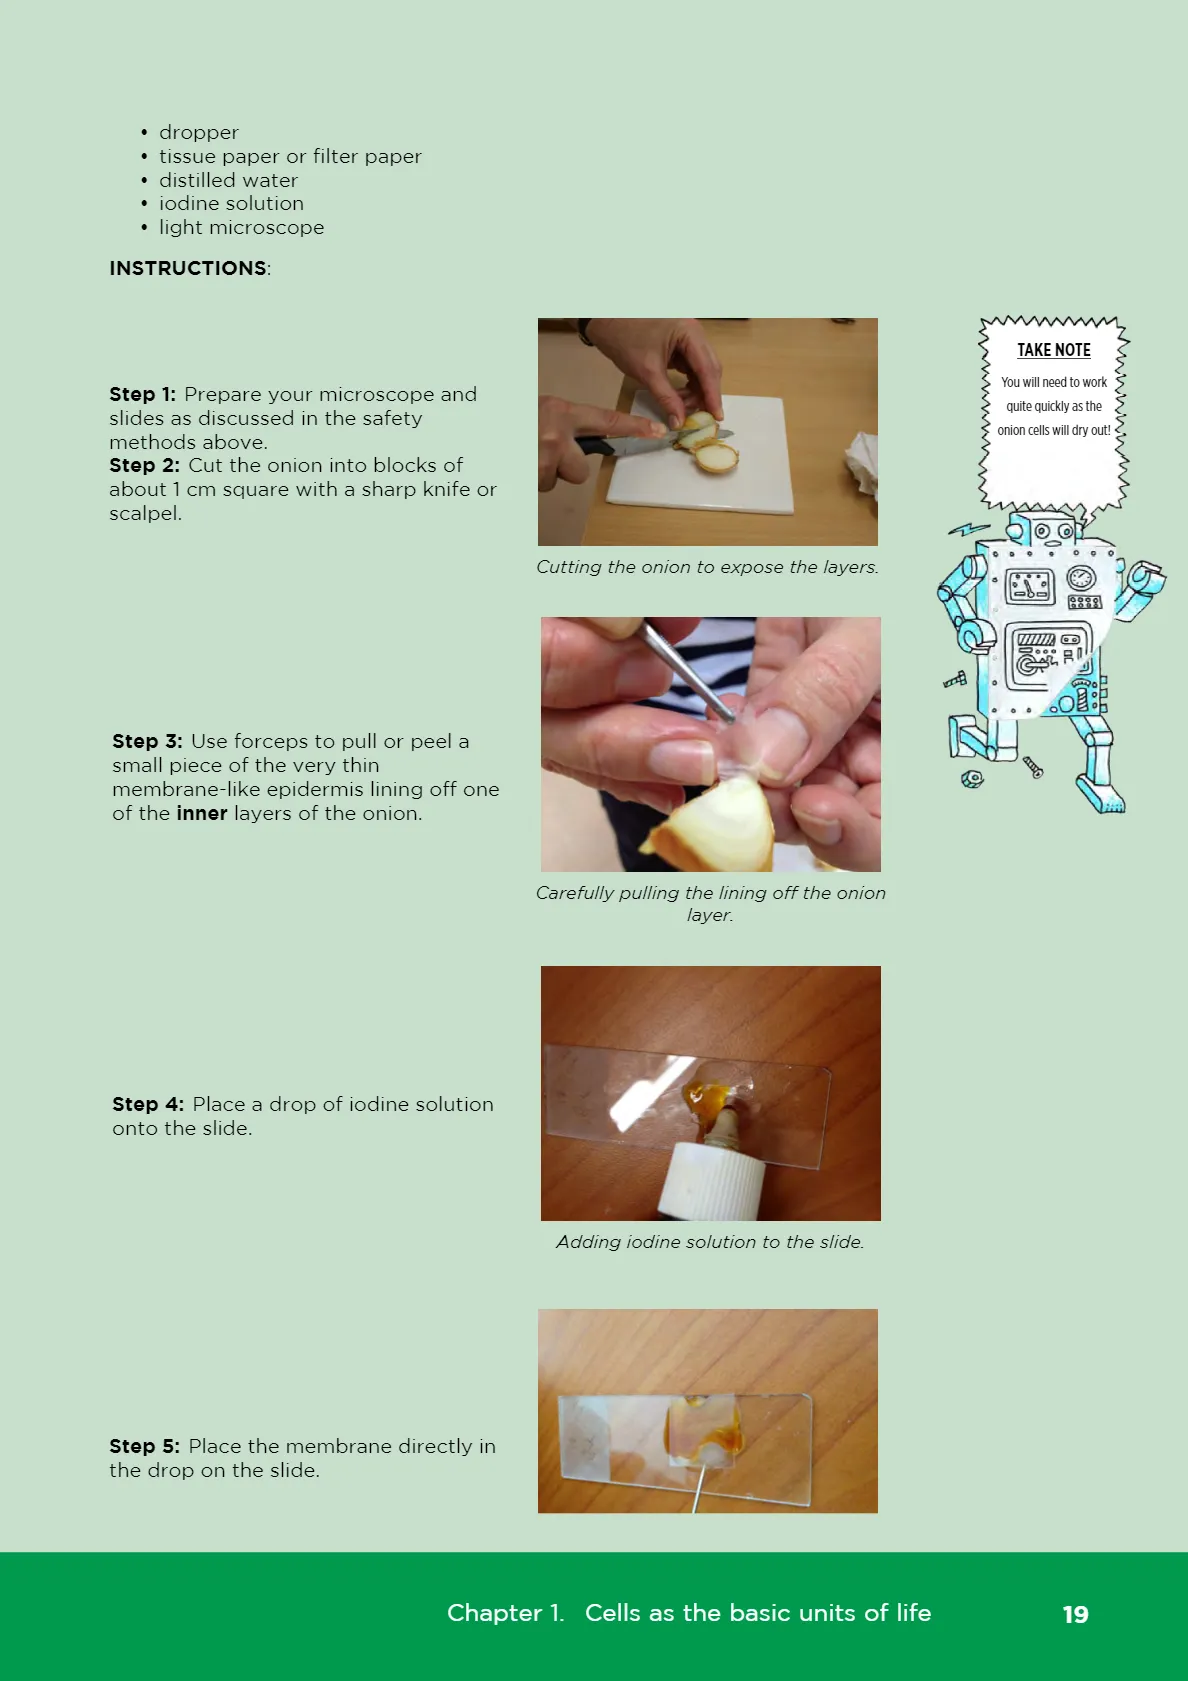 • dropper
• tissue paper or filter paper
• distilled water
• iodine solution
• light microscope
INSTRUCTIONS:
Step 1: Prepare your microscope and
slides as discussed in the safety
methods above.
Step 2: Cut the onion into blocks of
about 1 cm square with a sharp knife or
scalpel.
Cutting the onion to expose the layers.
TAKE NOTE
You will need to work
quite quickly as the
onion cells will dry out!
Step 3: Use forceps to pull or peel a
small piece of the very thin
membrane-like epidermis lining off one
of the inner layers of the onion.
Carefully pulling the lining off the onion
layer.
Step 4: Place a drop of iodine solution
onto the slide.
Adding iodine solution to the slide.
Step 5: Place the membrane directly in
the drop on the slide.
Chapter 1. Cells as the basic units of life
19